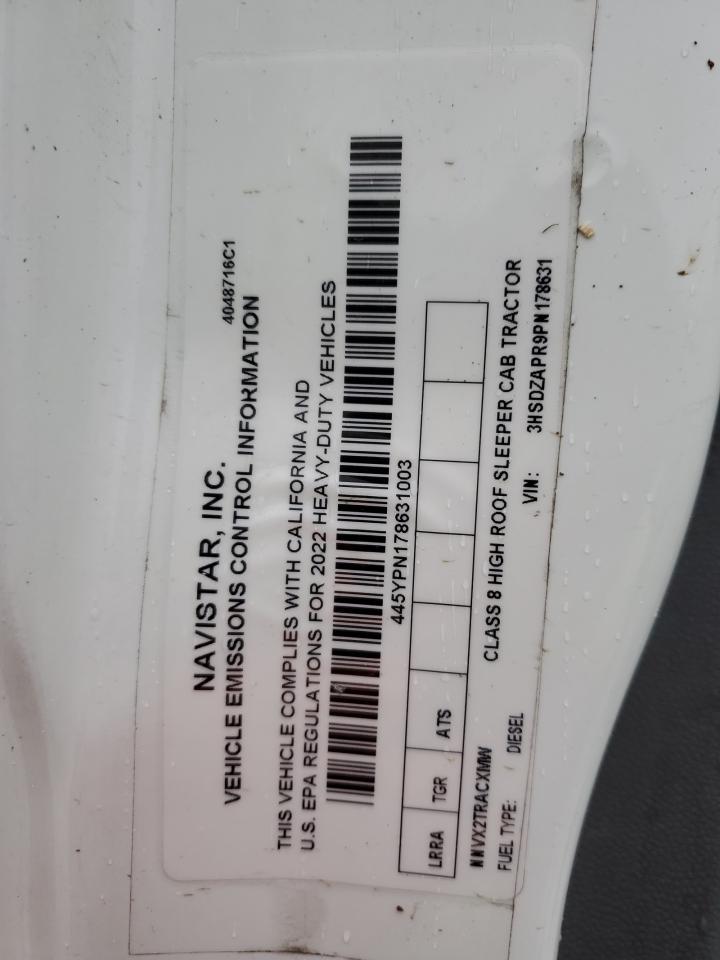 4048716C1
NAVISTAR, INC.
VEHICLE EMISSIONS CONTROL INFORMATION
THIS VEHICLE COMPLIES WITH CALIFORNIA AND
U.S. EPA REGULATIONS FOR 2022 HEAVY-DUTY VEHICLES
445YPN178631003
LRRA TGR ATS
NNVX2TRACXMW CLASS 8 HIGH ROOF SLEEPER CAB TRACTOR
FUEL TYPE: DIESEL VIN: 3HSDZAPR9PN178631